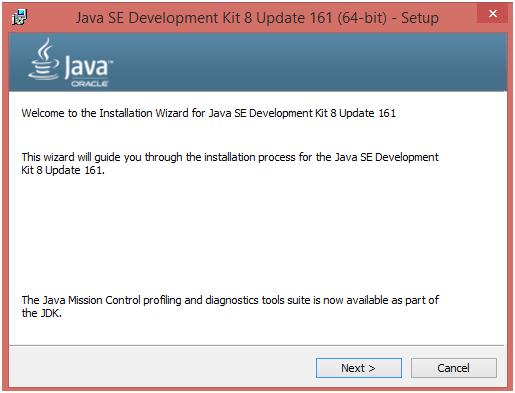 Java SE Development Kit 8 Update 161 (64-bit) - Setup
Java™
ORACLE
Welcome to the Installation Wizard for Java SE Development Kit 8 Update 161
This wizard will guide you through the installation process for the Java SE Development
Kit 8 Update 161.
The Java Mission Control profiling and diagnostics tools suite is now available as part of
the JDK.
Next >
Cancel